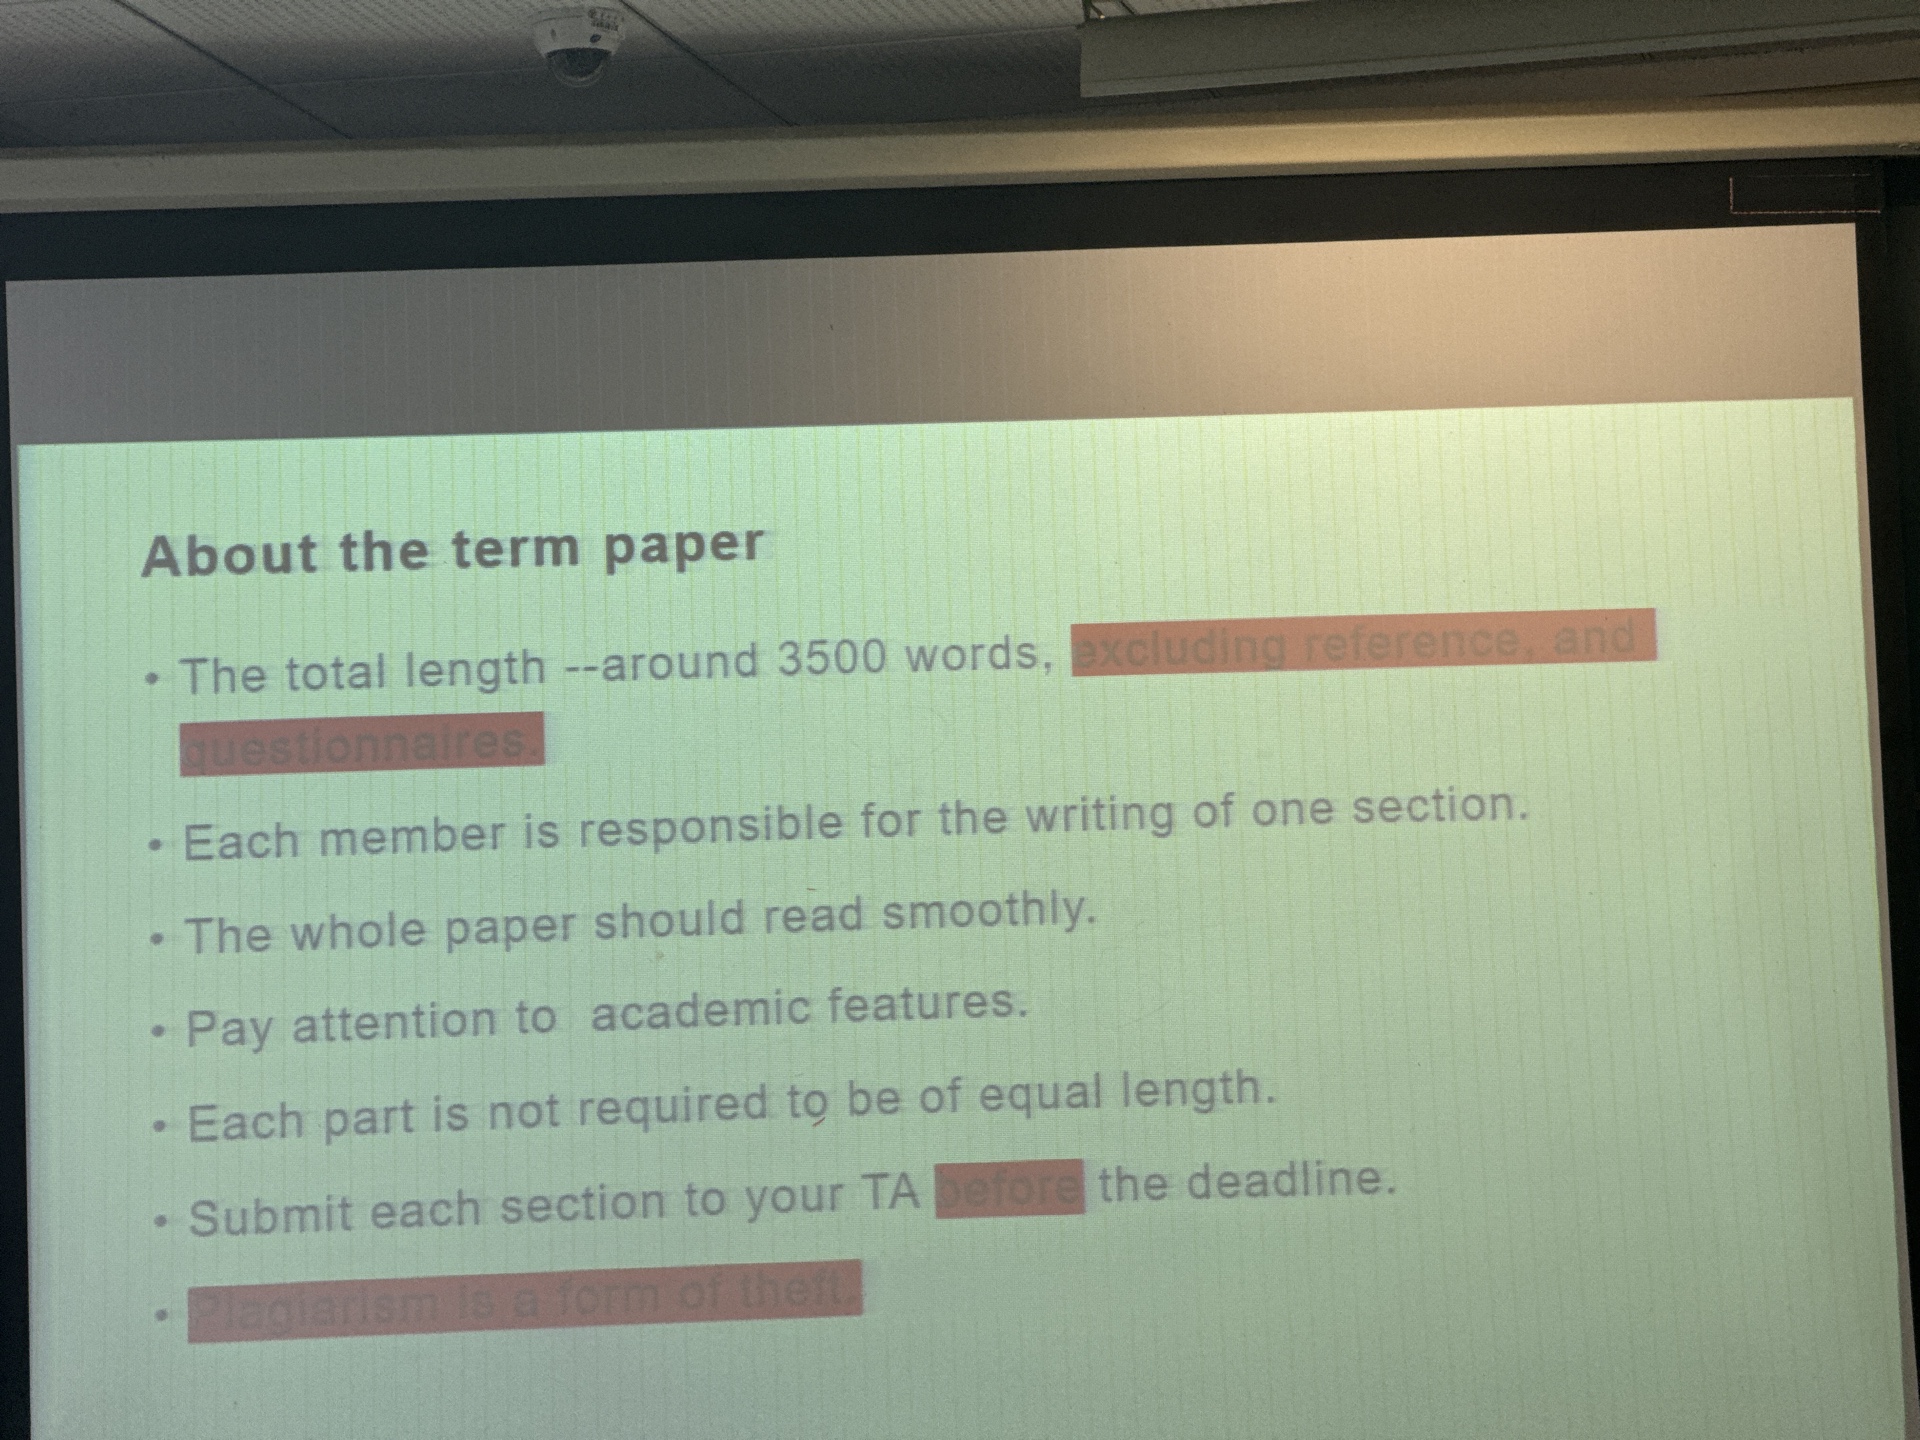 About the term paper
• The total length --around 3500 words, excluding reference, and
questionnaires.
• Each member is responsible for the writing of one section.
• The whole paper should read smoothly.
• Pay attention to  academic features.
• Each part is not required to be of equal length.
• Submit each section to your TA before the deadline.
• Plagiarism is a form of theft.